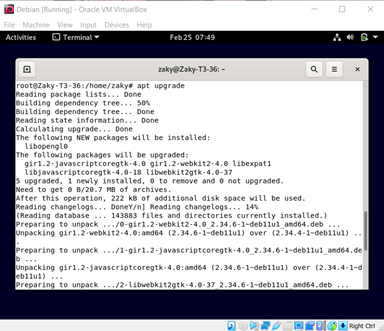 Debian [Running] - Oracle VM VirtualBox
File Machine View Input Devices Help
Activities Terminal Feb 25 07:49
zaky@Zaky-T3-36: ~
root@Zaky-T3-36:/home/zaky# apt upgrade
Reading package lists... Done
Building dependency tree... 50%
Building dependency tree... Done
Reading state information... Done
Calculating upgrade... Done
The following NEW packages will be installed:
libopengl0
The following packages will be upgraded:
gir1.2-javascriptcoregtk-4.0 gir1.2-webkit2-4.0 libexpat1
libjavascriptcoregtk-4.0-18 libwebkit2gtk-4.0-37
5 upgraded, 1 newly installed, 0 to remove and 0 not upgraded.
Need to get 0 B/20.7 MB of archives.
After this operation, 222 kB of additional disk space will be used.
Reading changelogs... DoneY/n] Reading changelogs... 14%
(Reading database ... 143883 files and directories currently installed.)
Preparing to unpack .../0-gir1.2-webkit2-4.0_2.34.6-1~deb11u1_amd64.deb ...
Unpacking gir1.2-webkit2-4.0:amd64 (2.34.6-1~deb11u1) over (2.34.4-1~deb11u1) ..
.
Preparing to unpack .../1-gir1.2-javascriptcoregtk-4.0_2.34.6-1~deb11u1_amd64.de
b ...
Unpacking gir1.2-javascriptcoregtk-4.0:amd64 (2.34.6-1~deb11u1) over (2.34.4-1~d
eb11u1) ...
Preparing to unpack .../2-libwebkit2gtk-4.0-37_2.34.6-1~deb11u1_amd64.deb ...
Right Ctrl